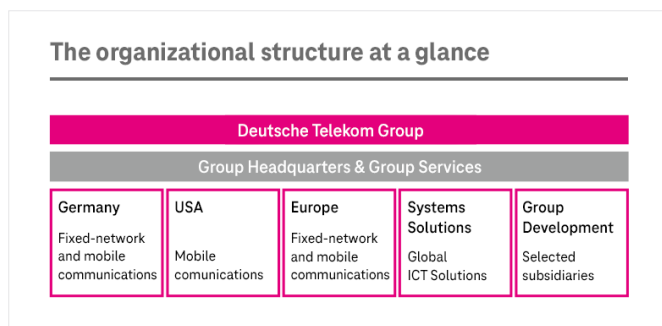 The organizational structure at a glance
Deutsche Telekom Group
Group Headquarters & Group Services
Germany
Fixed-network
and mobile
communications
USA
Mobile
comunications
Europe
Fixed-network
and mobile
communications
Systems
Solutions
Global
ICT Solutions
Group
Development
Selected
subsidiaries